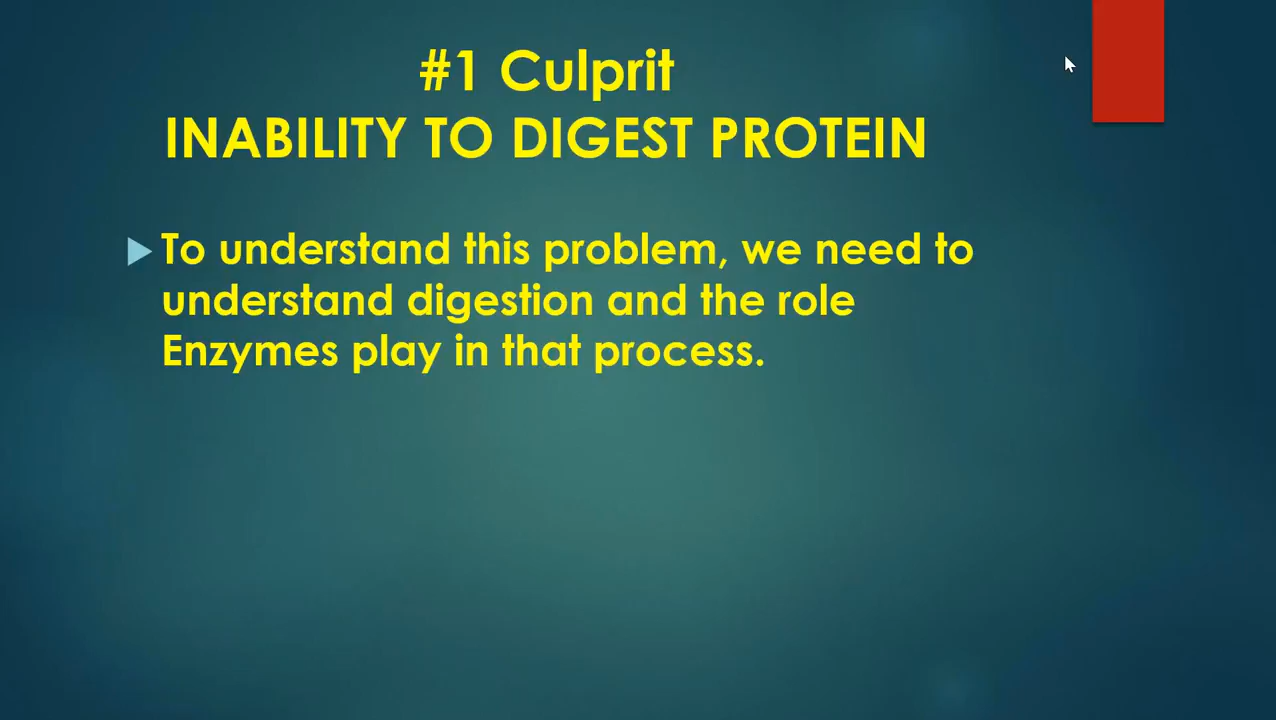 #1 Culprit
INABILITY TO DIGEST PROTEIN
To understand this problem, we need to
understand digestion and the role
Enzymes play in that process.